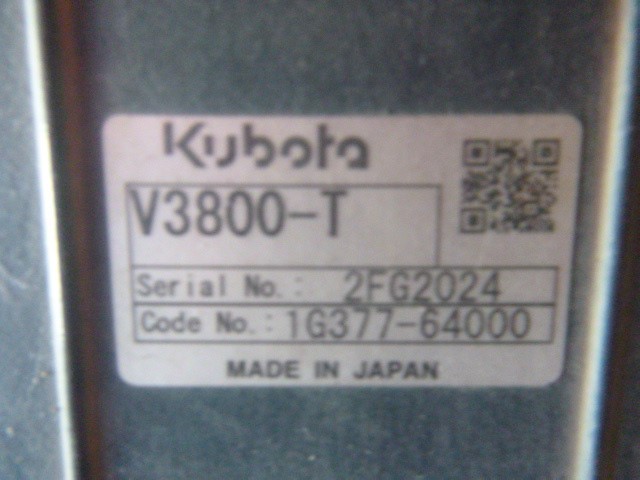 Kubota
V3800-T
Serial No.: 2FG2024
Code No.: 1G377-64000
MADE IN JAPAN